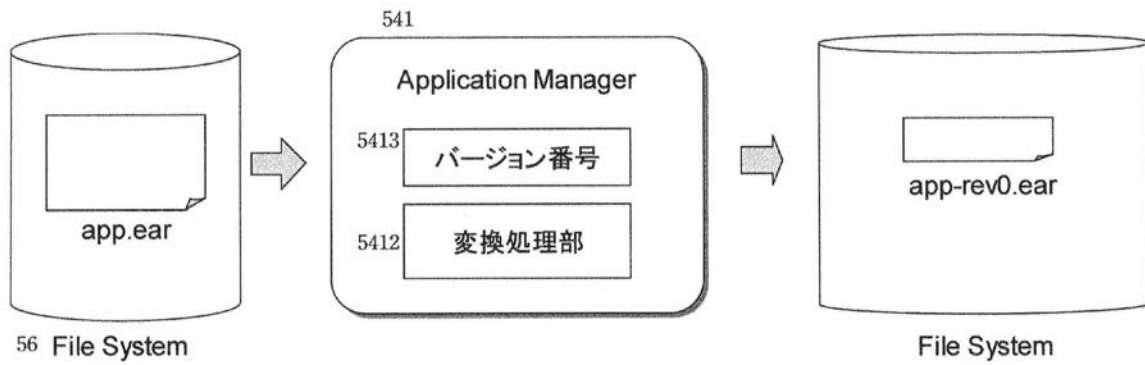 541
Application Manager
5413
バージョン番号
5412
変換処理部
app.ear
app-rev0.ear
56 File System
File System